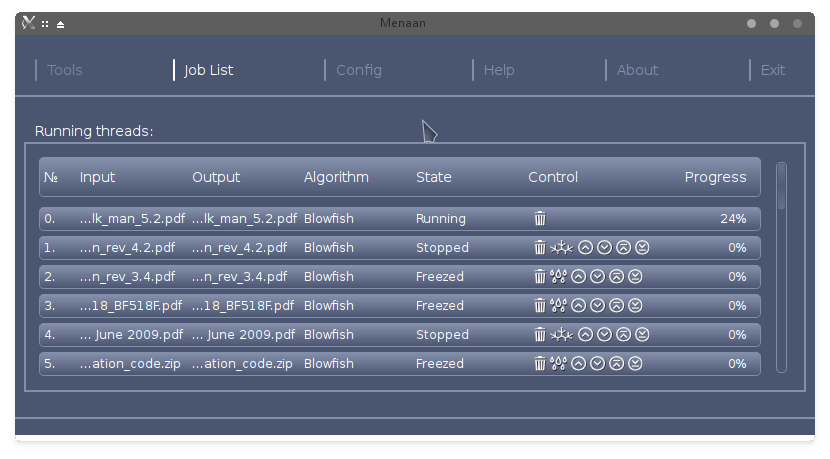 Menaan
Tools Job List Config Help About Exit
Running threads:
№ Input Output Algorithm State Control Progress
0. ...lk_man_5.2.pdf ...lk_man_5.2.pdf Blowfish Running 24%
1. ...n_rev_4.2.pdf ...n_rev_4.2.pdf Blowfish Stopped 0%
2. ...n_rev_3.4.pdf ...n_rev_3.4.pdf Blowfish Freezed 0%
3. ...18_BF518F.pdf ...18_BF518F.pdf Blowfish Freezed 0%
4. ... June 2009.pdf ... June 2009.pdf Blowfish Stopped 0%
5. ...ation_code.zip ...ation_code.zip Blowfish Freezed 0%